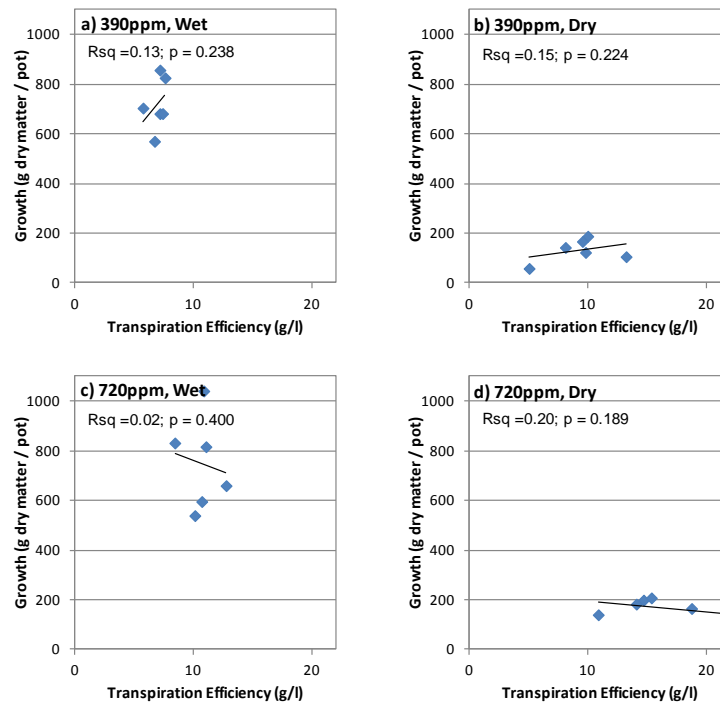 a) 390ppm, Wet
Rsq =0.13; p = 0.238
1000
800
600
400
200
0
0 10 20
Growth (g dry matter / pot)
Transpiration Efficiency (g/l)
b) 390ppm, Dry
Rsq =0.15; p = 0.224
1000
800
600
400
200
0
0 10 20
Growth (g dry matter / pot)
Transpiration Efficiency (g/l)
c) 720ppm, Wet
Rsq =0.02; p = 0.400
1000
800
600
400
200
0
0 10 20
Growth (g dry matter / pot)
Transpiration Efficiency (g/l)
d) 720ppm, Dry
Rsq =0.20; p = 0.189
1000
800
600
400
200
0
0 10 20
Growth (g dry matter / pot)
Transpiration Efficiency (g/l)